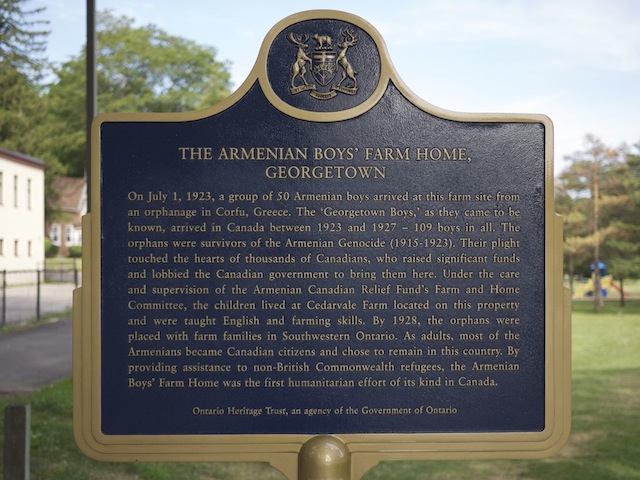 THE ARMENIAN BOYS' FARM HOME,
GEORGETOWN
On July 1, 1923, a group of 50 Armenian boys arrived at this farm site from
an orphanage in Corfu, Greece. The 'Georgetown Boys,' as they came to be
known, arrived in Canada between 1923 and 1927 – 109 boys in all. The
orphans were survivors of the Armenian Genocide (1915-1923). Their plight
touched the hearts of thousands of Canadians, who raised significant funds
and lobbied the Canadian government to bring them here. Under the care
and supervision of the Armenian Canadian Relief Fund's Farm and Home
Committee, the children lived at Cedarvale Farm located on this property
and were taught English and farming skills. By 1928, the orphans were
placed with farm families in Southwestern Ontario. As adults, most of the
Armenians became Canadian citizens and chose to remain in this country. By
providing assistance to non-British Commonwealth refugees, the Armenian
Boys' Farm Home was the first humanitarian effort of its kind in Canada.
Ontario Heritage Trust, an agency of the Government of Ontario